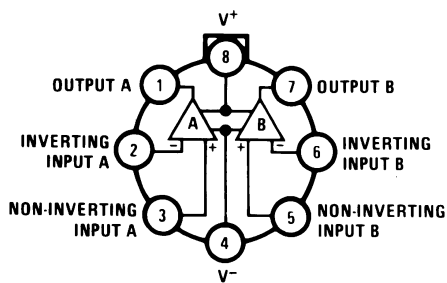 V+
8
OUTPUT A
1
7
OUTPUT B
A
B
INVERTING
INPUT A
2
−
+
+
−
6
INVERTING
INPUT B
NON-INVERTING
INPUT A
3
5
NON-INVERTING
INPUT B
4
V−